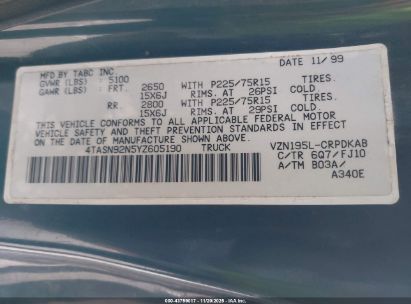 DATE 11/99
MFD BY TABC INC.
GVWR (LBS) : 5100
GAWR (LBS) : FRT. 2650 WITH P225/75R15 TIRES.
15X6J RIMS. AT 26PSI COLD.
RR. 2800 WITH P225/75R15 TIRES.
15X6J RIMS. AT 29PSI COLD.
THIS VEHICLE CONFORMS TO ALL APPLICABLE FEDERAL MOTOR
VEHICLE SAFETY AND THEFT PREVENTION STANDARDS IN EFFECT
ON THE DATE OF MANUFACTURE SHOWN ABOVE.
4TASN92N5YZ605190 TRUCK
VZN195L-CRPDKAB
C/TR 6Q7/FJ10
A/TM B03A/
A340E